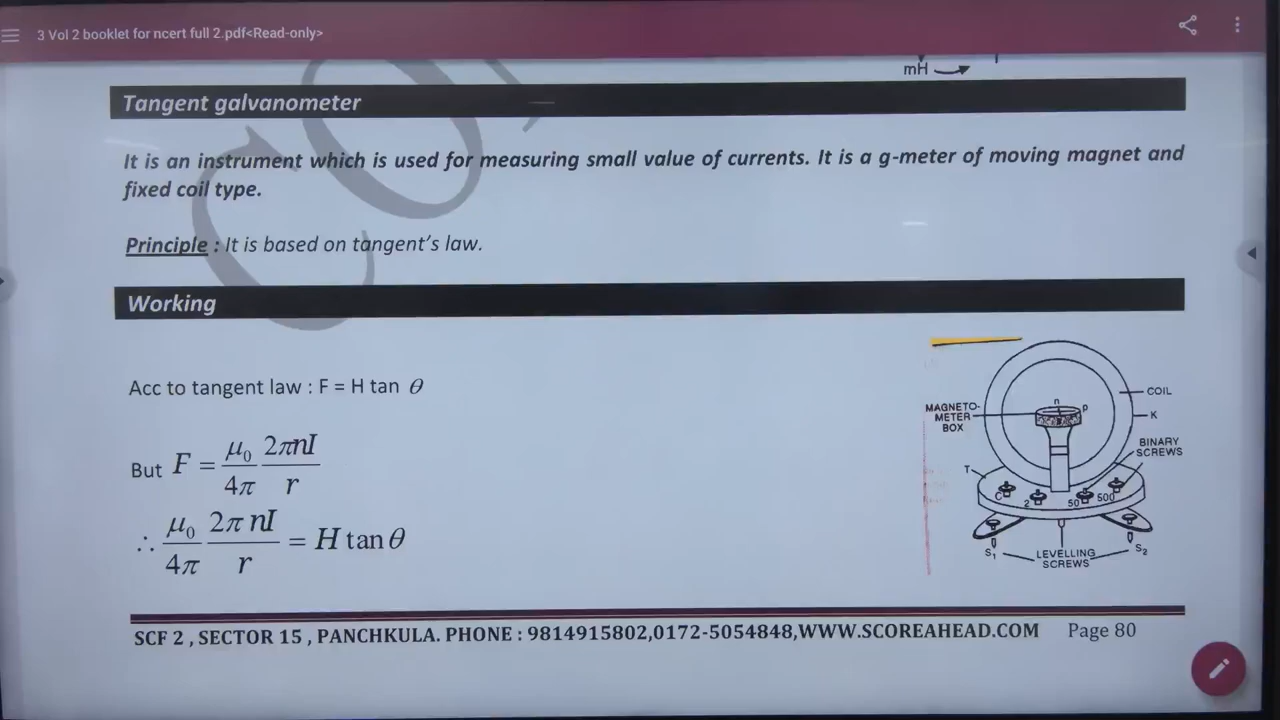 3 Vol 2 booklet for ncert full 2.pdf<Read-only>
mH
Tangent galvanometer
It is an instrument which is used for measuring small value of currents. It is a g-meter of moving magnet and
fixed coil type.
Principle : It is based on tangent's law.
Working
Acc to tangent law : F = H tan θ
But F = μ₀/4π 2πnI/r
∴ μ₀/4π 2π nI/r = H tan θ
COIL
K
MAGNETO-
METER
BOX
n
p
BINARY
SCREWS
T
C
2
50
500
S₁
LEVELLING
SCREWS
S₂
SCF 2 , SECTOR 15 , PANCHKULA. PHONE : 9814915802,0172-5054848,WWW.SCOREAHEAD.COM Page 80